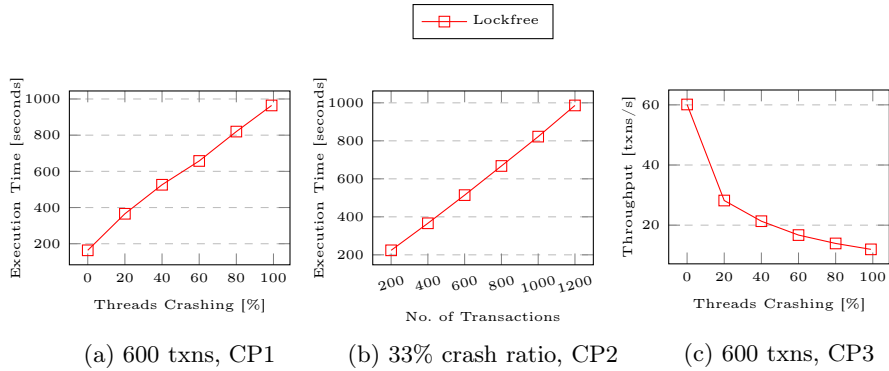 Lockfree
Execution Time [seconds]
1000
800
600
400
200
0 20 40 60 80 100
Threads Crashing [%]
(a) 600 txns, CP1
Execution Time [seconds]
1000
800
600
400
200
200 400 600 800 1000 1200
No. of Transactions
(b) 33% crash ratio, CP2
Throughput [txns/s]
60
40
20
0 20 40 60 80 100
Threads Crashing [%]
(c) 600 txns, CP3